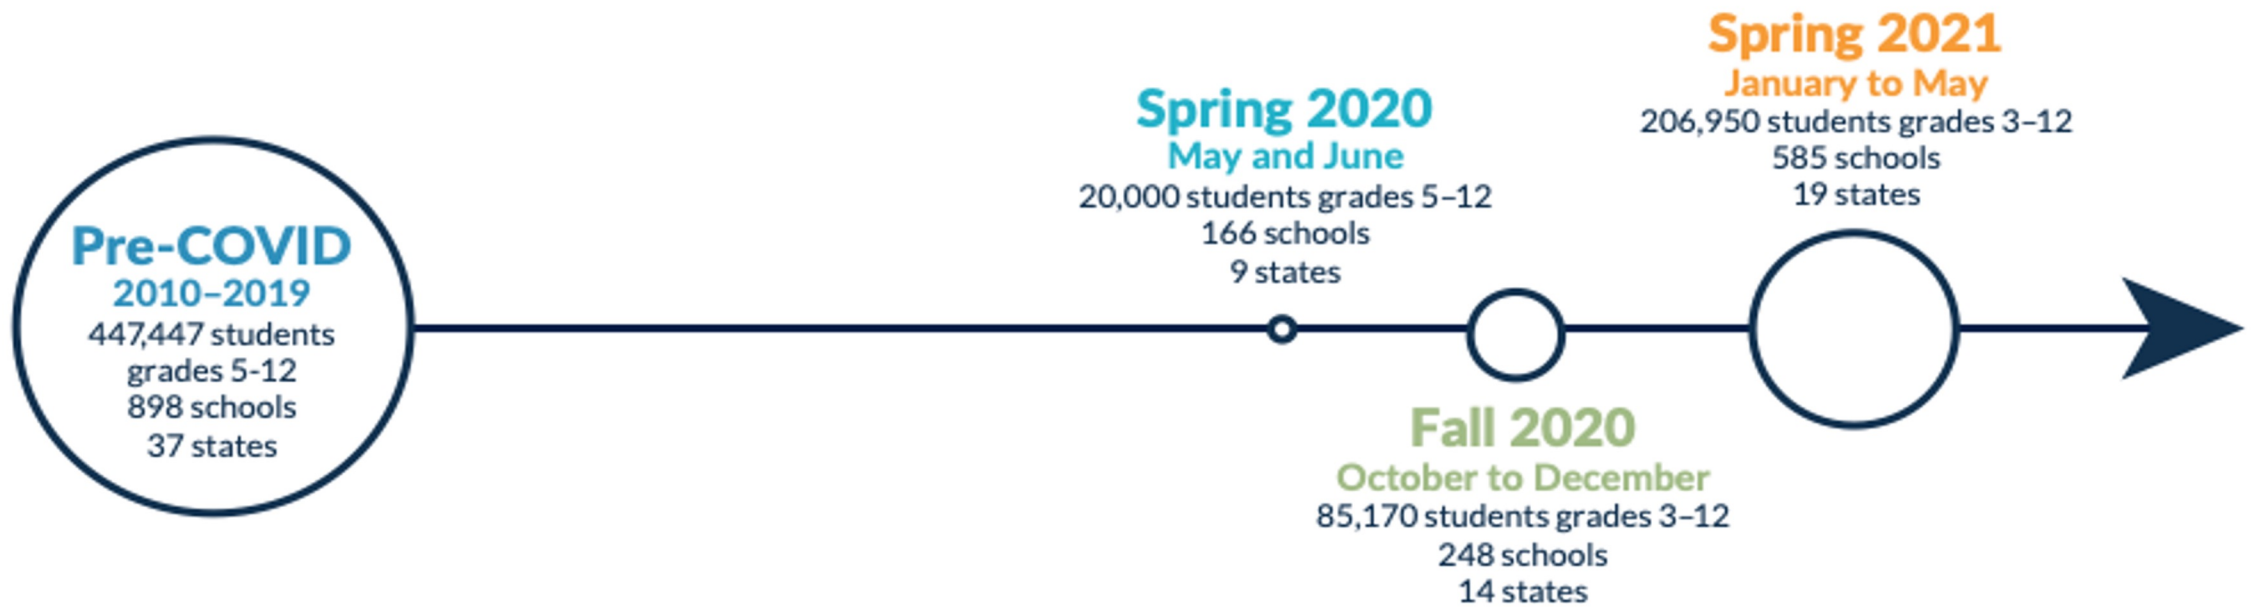 Pre-COVID
2010–2019
447,447 students
grades 5-12
898 schools
37 states
Spring 2020
May and June
20,000 students grades 5–12
166 schools
9 states
Fall 2020
October to December
85,170 students grades 3–12
248 schools
14 states
Spring 2021
January to May
206,950 students grades 3–12
585 schools
19 states